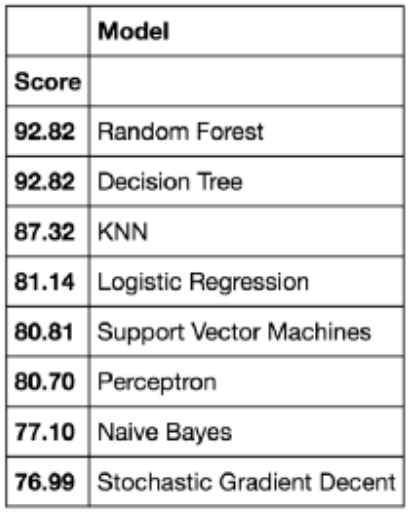 Model
Score
92.82 Random Forest
92.82 Decision Tree
87.32 KNN
81.14 Logistic Regression
80.81 Support Vector Machines
80.70 Perceptron
77.10 Naive Bayes
76.99 Stochastic Gradient Decent